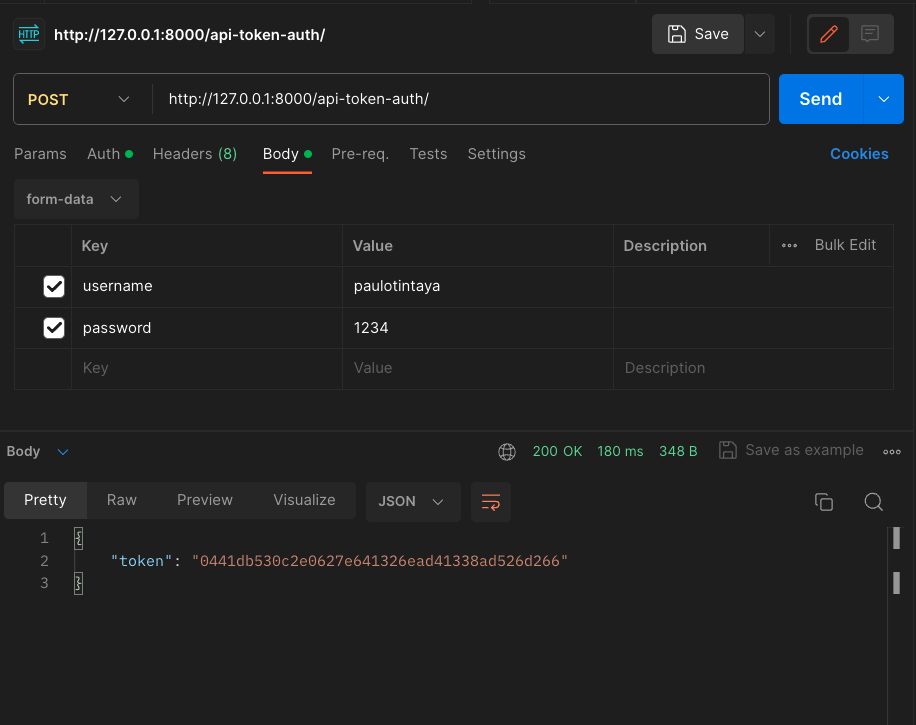 HTTP http://127.0.0.1:8000/api-token-auth/ Save
POST http://127.0.0.1:8000/api-token-auth/ Send
Params Auth Headers (8) Body Pre-req. Tests Settings Cookies
form-data
Key Value Description ••• Bulk Edit
username paulotintaya
password 1234
Key Value Description
Body 200 OK 180 ms 348 B Save as example
Pretty Raw Preview Visualize JSON
1 {
2 "token": "0441db530c2e0627e641326ead41338ad526d266"
3 }